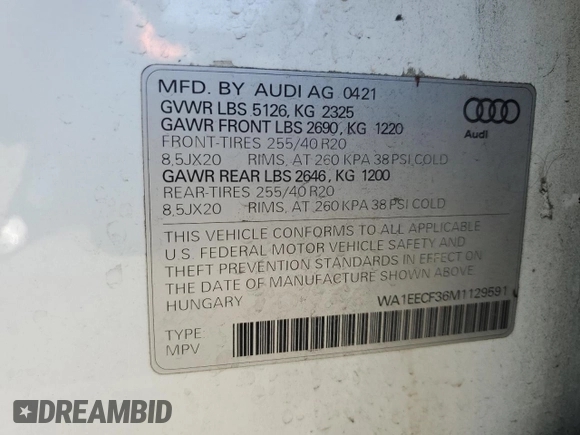 MFD. BY AUDI AG 0421
GVWR LBS 5126, KG 2325
GAWR FRONT LBS 2690, KG 1220
FRONT-TIRES 255/40 R20
8,5JX20 RIMS, AT 260 KPA 38 PSI, COLD
GAWR REAR LBS 2646, KG 1200
REAR-TIRES 255/40 R20
8,5JX20 RIMS, AT 260 KPA 38 PSI COLD
Audi
THIS VEHICLE CONFORMS TO ALL APPLICABLE
U.S. FEDERAL MOTOR VEHICLE SAFETY AND
THEFT PREVENTION STANDARDS IN EFFECT ON
THE DATE OF MANUFACTURE SHOWN ABOVE
HUNGARY
WA1EECF36M1129591
TYPE
MPV
DREAMBID